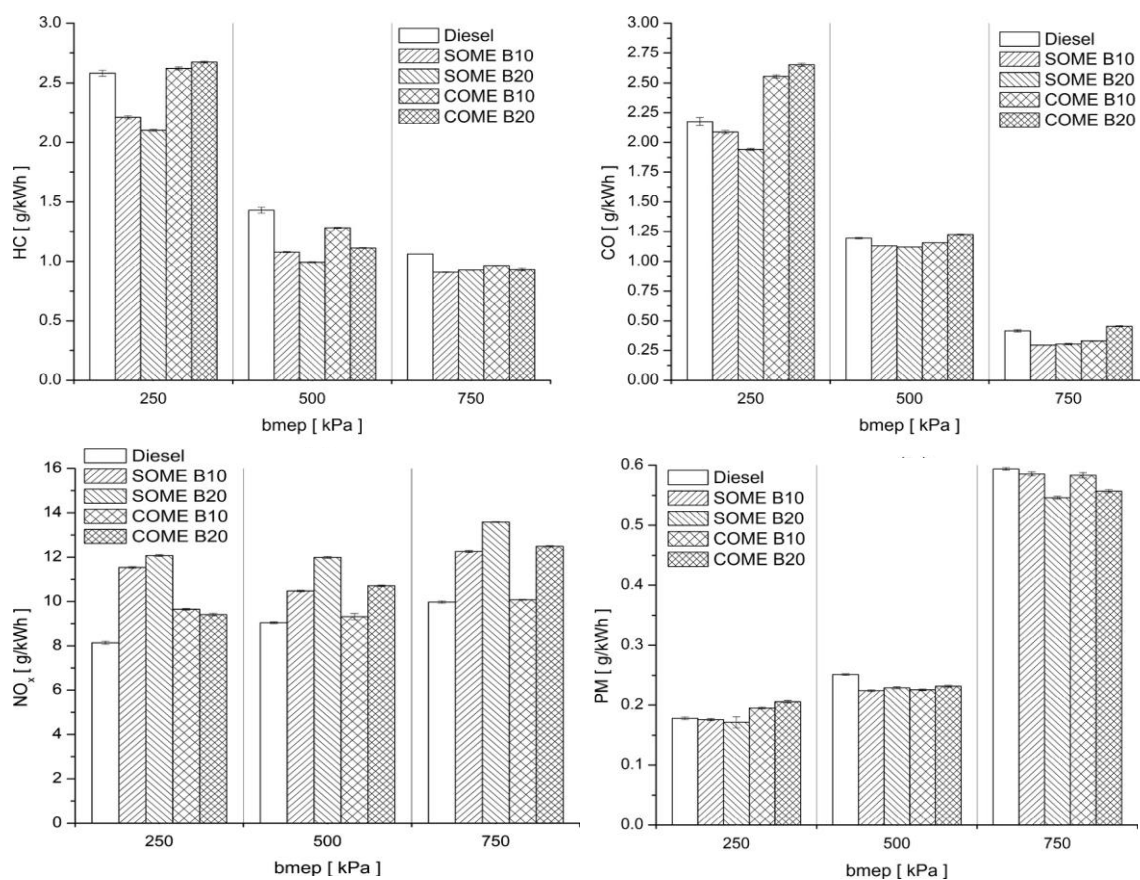 HC [ g/kWh ]
3.0
2.5
2.0
1.5
1.0
0.5
0.0
Diesel
SOME B10
SOME B20
COME B10
COME B20
250 500 750
bmep [ kPa ]
CO [ g/kWh ]
3.00
2.75
2.50
2.25
2.00
1.75
1.50
1.25
1.00
0.75
0.50
0.25
0.00
Diesel
SOME B10
SOME B20
COME B10
COME B20
250 500 750
bmep [ kPa ]
NOx [ g/kWh ]
16
14
12
10
8
6
4
2
0
Diesel
SOME B10
SOME B20
COME B10
COME B20
250 500 750
bmep [ kPa ]
PM [ g/kWh ]
0.6
0.5
0.4
0.3
0.2
0.1
0.0
Diesel
SOME B10
SOME B20
COME B10
COME B20
250 500 750
bmep [ kPa ]